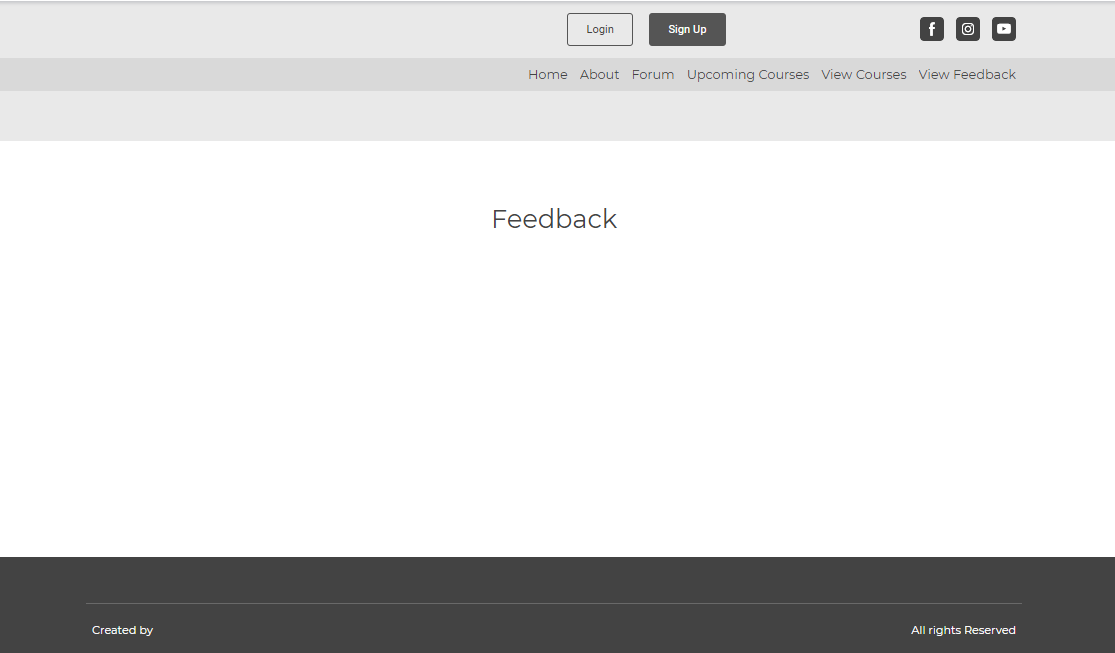 Login Sign Up
Home About Forum Upcoming Courses View Courses View Feedback
Feedback
Created by All rights Reserved